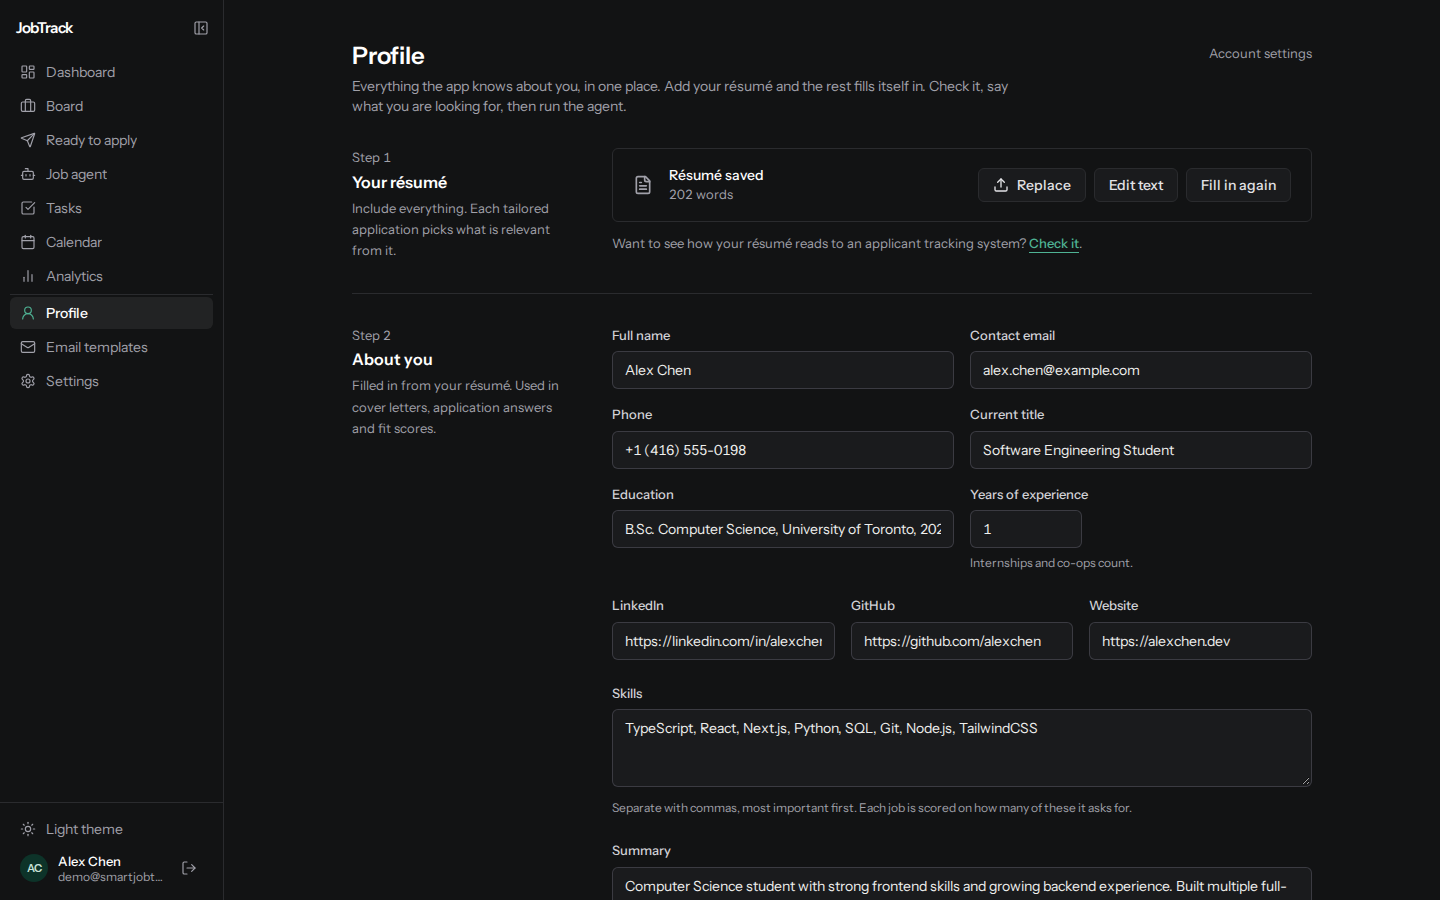 JobTrack
Dashboard
Board
Ready to apply
Job agent
Tasks
Calendar
Analytics
Profile
Email templates
Settings
Light theme
AC
Alex Chen
demo@smartjobt...
Profile
Account settings
Everything the app knows about you, in one place. Add your résumé and the rest fills itself in. Check it, say
what you are looking for, then run the agent.
Step 1
Your résumé
Include everything. Each tailored
application picks what is relevant
from it.
Résumé saved
202 words
Replace
Edit text
Fill in again
Want to see how your résumé reads to an applicant tracking system? Check it.
Step 2
About you
Filled in from your résumé. Used in
cover letters, application answers
and fit scores.
Full name
Alex Chen
Contact email
alex.chen@example.com
Phone
+1 (416) 555-0198
Current title
Software Engineering Student
Education
B.Sc. Computer Science, University of Toronto, 202
Years of experience
1
Internships and co-ops count.
LinkedIn
https://linkedin.com/in/alexchen
GitHub
https://github.com/alexchen
Website
https://alexchen.dev
Skills
TypeScript, React, Next.js, Python, SQL, Git, Node.js, TailwindCSS
Separate with commas, most important first. Each job is scored on how many of these it asks for.
Summary
Computer Science student with strong frontend skills and growing backend experience. Built multiple full-